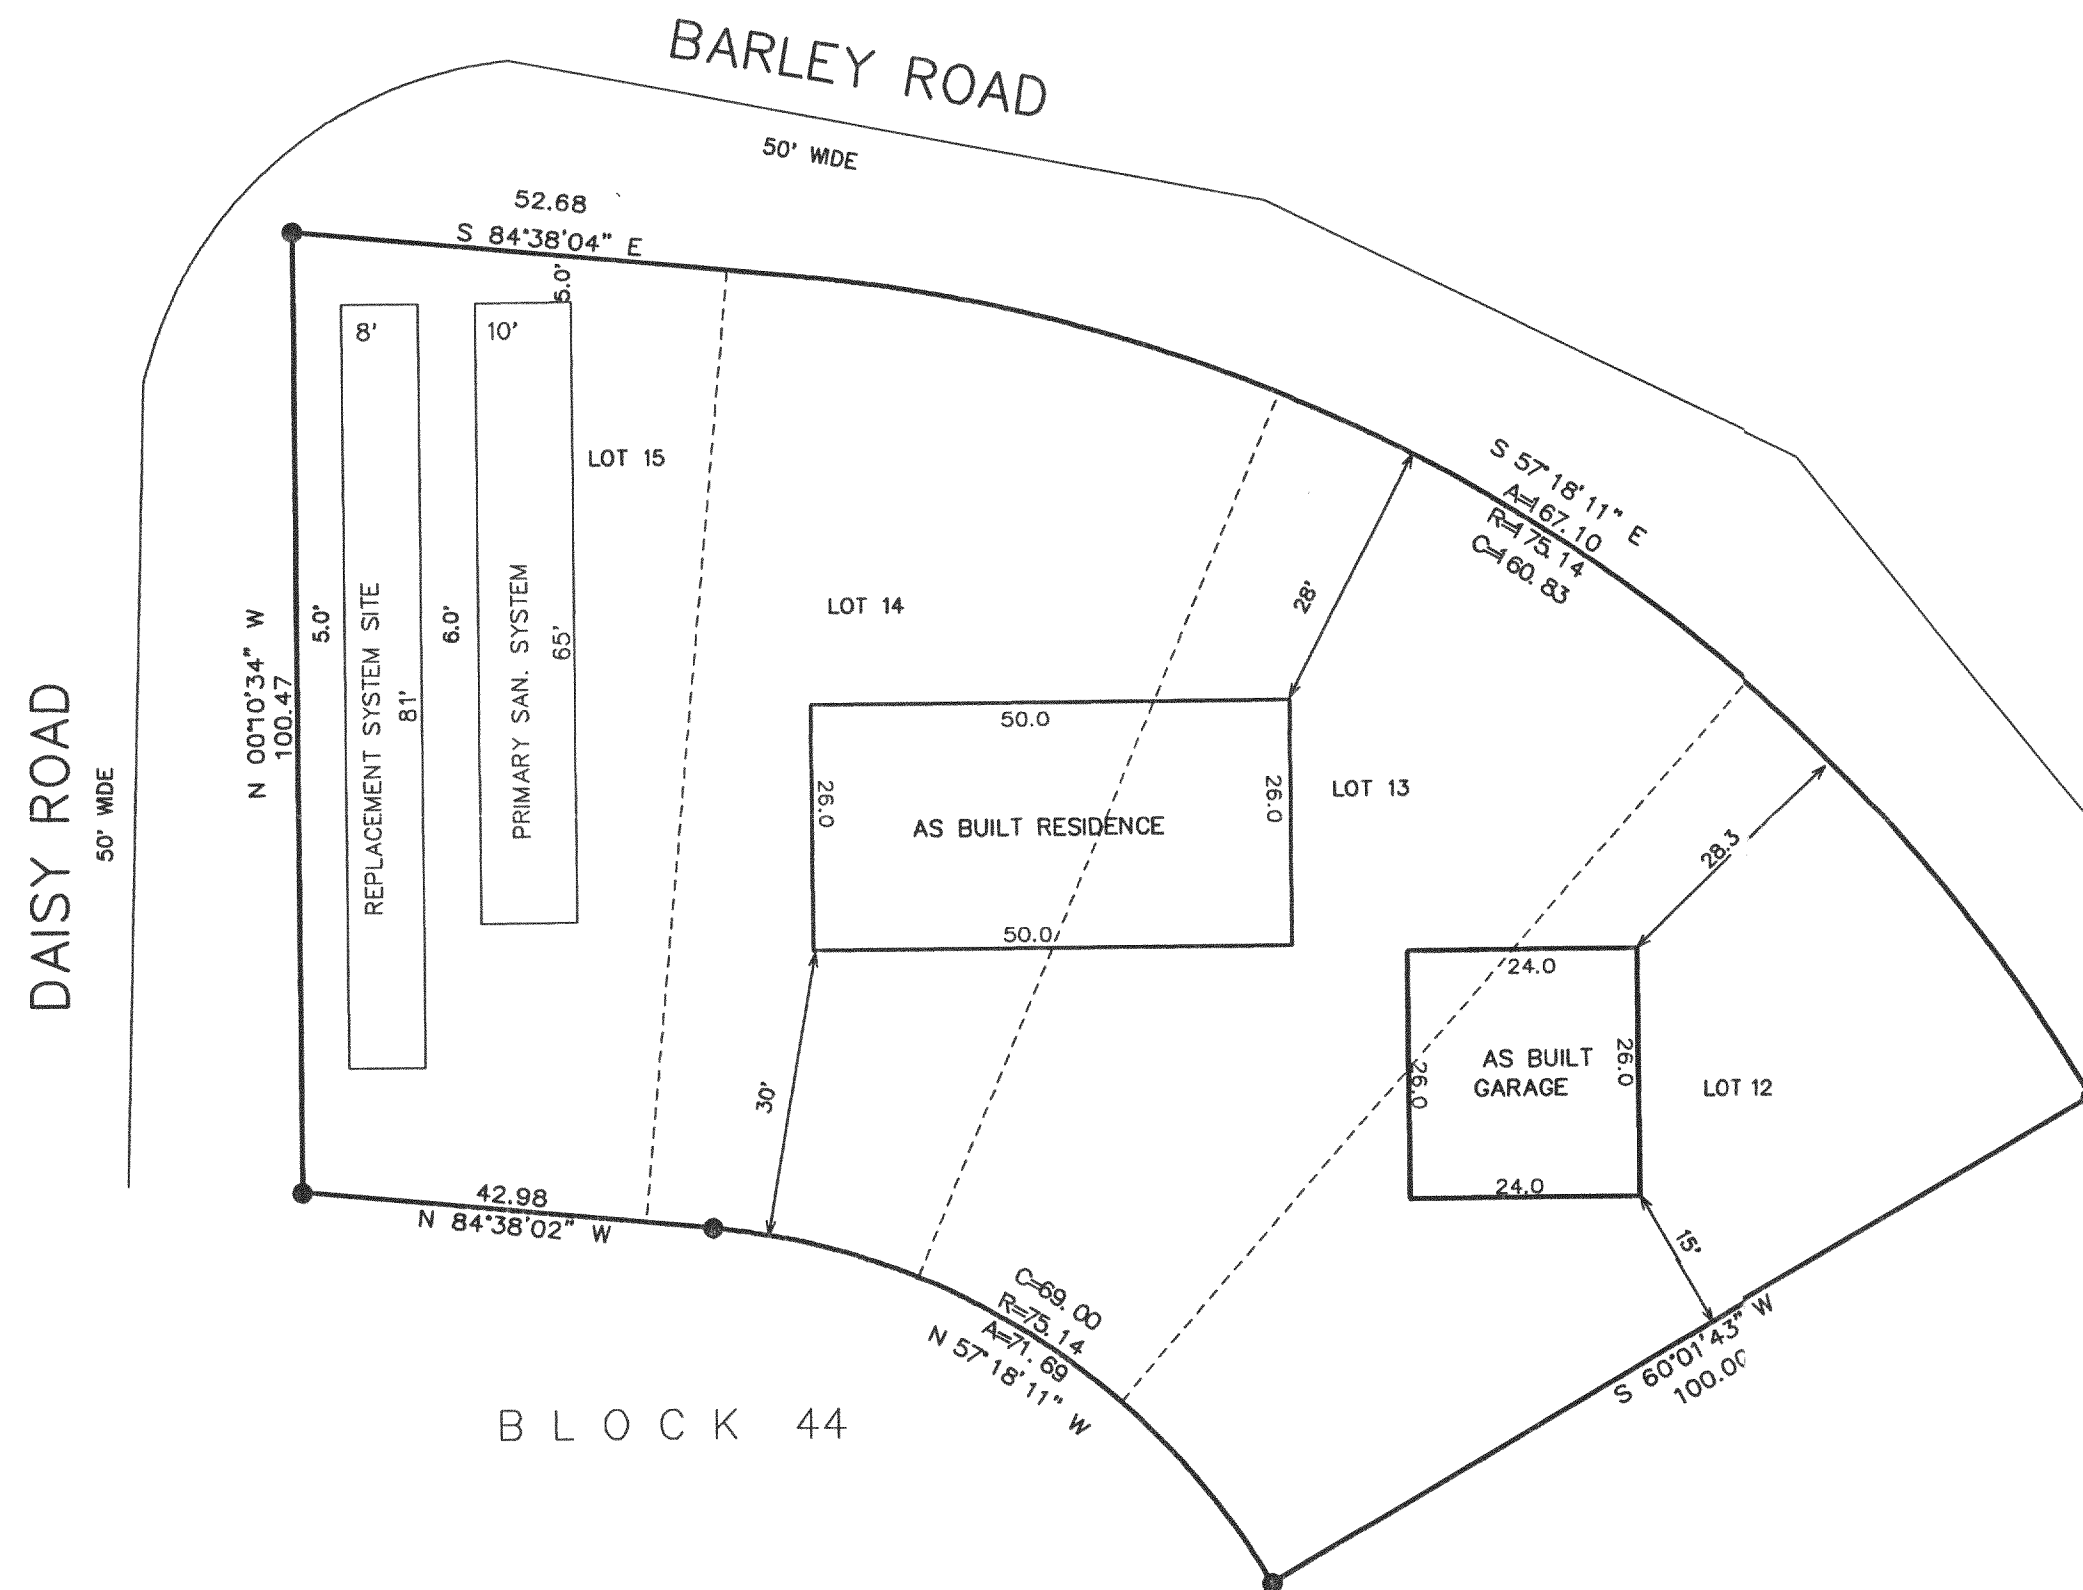 BARLEY ROAD
50' WIDE
52.68
S 84°38'04" E
5.0'
8'
10'
LOT 15
S 57°18'11" E
A=167.10
R=175.14
C=160.83
28'
LOT 14
5.0'
6.0'
REPLACEMENT SYSTEM SITE
81'
PRIMARY SAN. SYSTEM
65'
N 00°10'34" W
100.47
DAISY ROAD
50' WIDE
50.0
26.0
26.0
LOT 13
AS BUILT RESIDENCE
50.0
28.3
24.0
AS BUILT
GARAGE
26.0
26.0
LOT 12
30'
24.0
15'
42.98
N 84°38'02" W
C=69.00
R=75.14
A=71.69
N 57°18'11" W
S 60°01'43" W
100.00
BLOCK 44